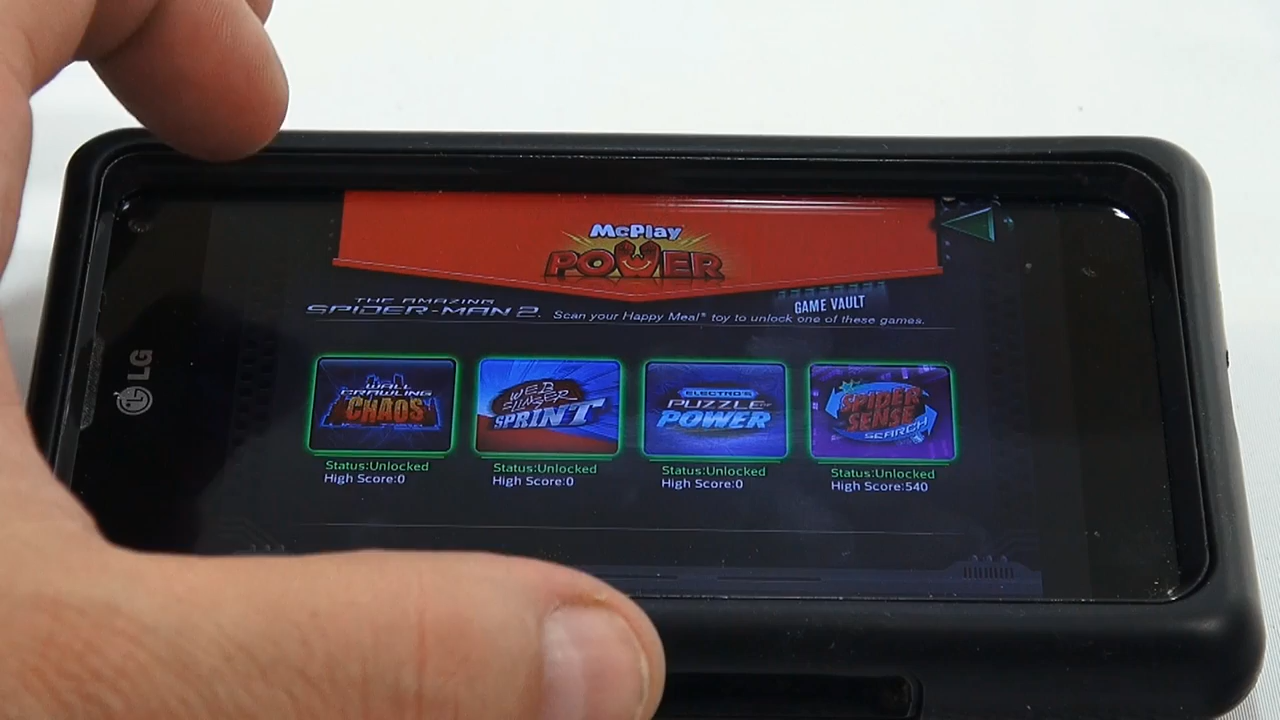 McPlay
POWER
THE AMAZING
SPIDER-MAN 2.
GAME VAULT
Scan your Happy Meal® toy to unlock one of these games.
WALL
CRAWLING
CHAOS
WEB
SLINGER
SPRINT
ELECTRO'S
PUZZLE OF
POWER
SPIDER
SENSE
SEARCH
Status:Unlocked
High Score:0
Status:Unlocked
High Score:0
Status:Unlocked
High Score:0
Status:Unlocked
High Score:540
LG